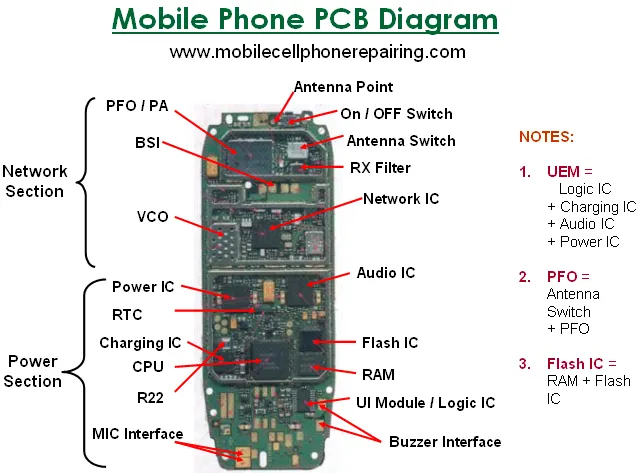 Mobile Phone PCB Diagram
www.mobilecellphonerepairing.com
Antenna Point
PFO / PA
On / OFF Switch
BSI
Antenna Switch
RX Filter
Network
Section
Network IC
VCO
Audio IC
Power IC
RTC
Charging IC
Flash IC
CPU
Power
Section
RAM
R22
UI Module / Logic IC
MIC Interface
Buzzer Interface
NOTES:
1. UEM =
Logic IC
+ Charging IC
+ Audio IC
+ Power IC
2. PFO =
Antenna
Switch
+ PFO
3. Flash IC =
RAM + Flash
IC